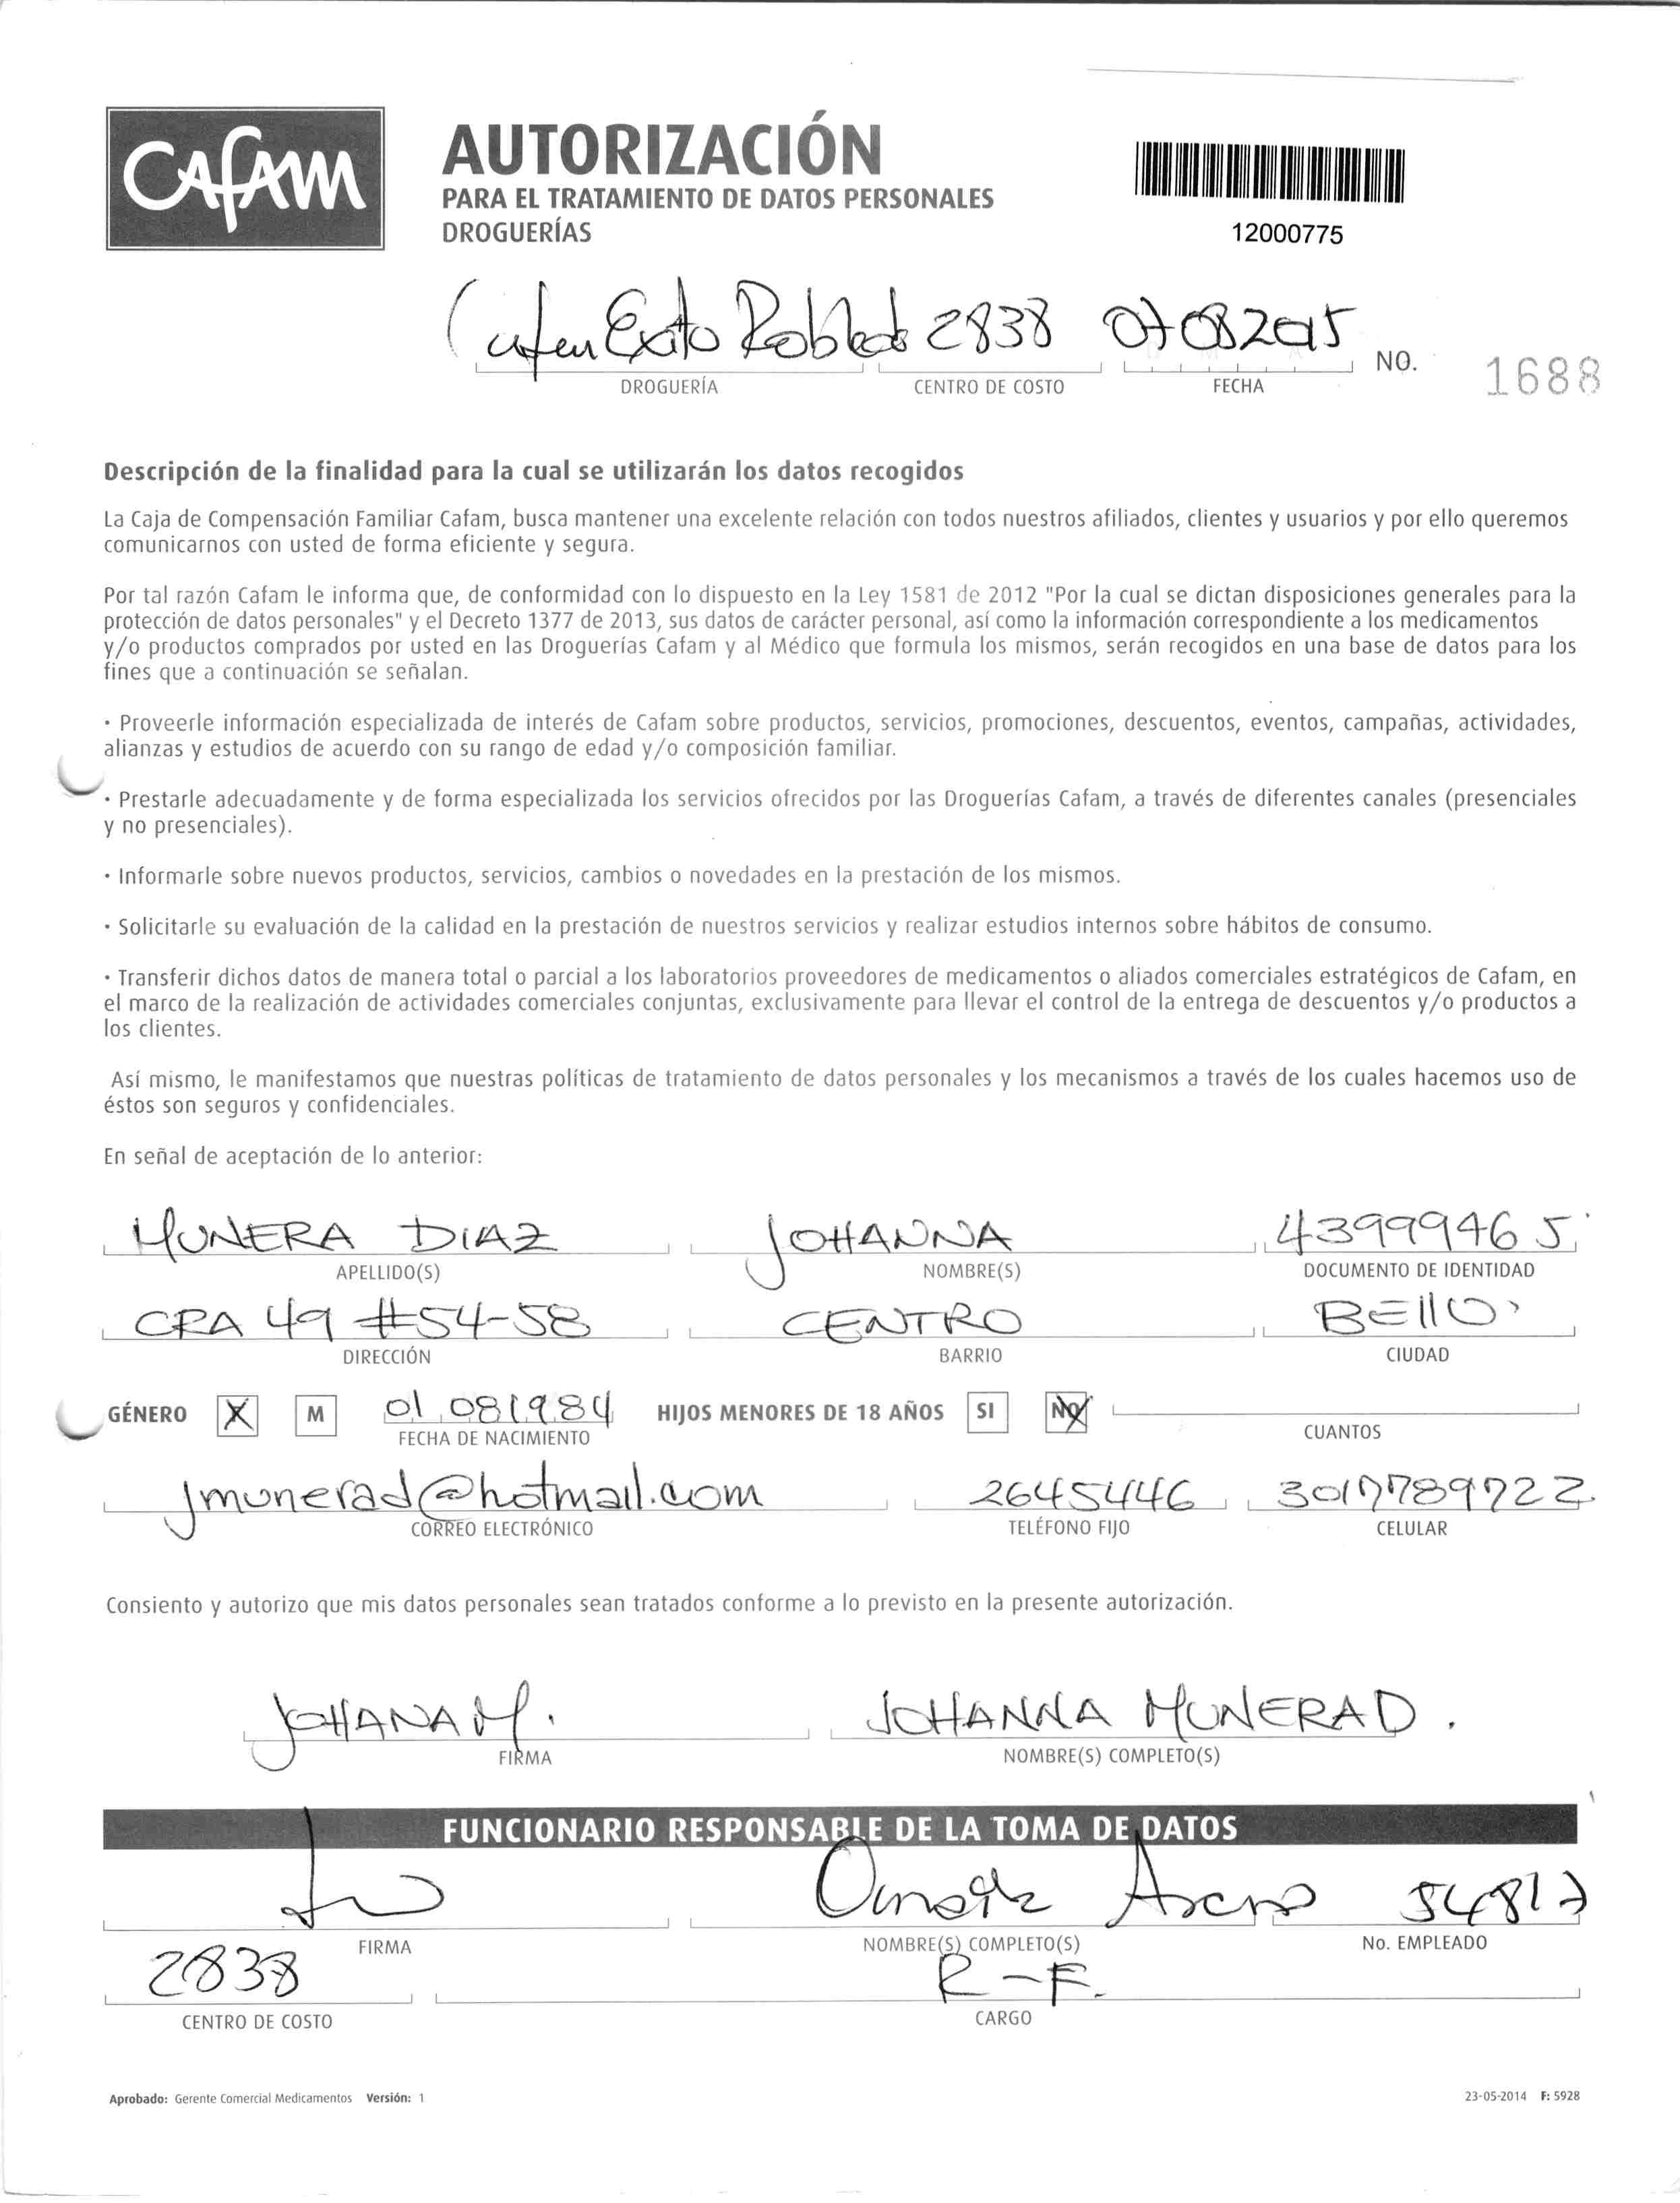 Cafam
AUTORIZACIÓN
PARA EL TRATAMIENTO DE DATOS PERSONALES
DROGUERÍAS
12000775
Exito Robledo 2838 07082015
DROGUERÍA CENTRO DE COSTO FECHA NO. 1688
Descripción de la finalidad para la cual se utilizarán los datos recogidos
La Caja de Compensación Familiar Cafam, busca mantener una excelente relación con todos nuestros afiliados, clientes y usuarios y por ello queremos
comunicarnos con usted de forma eficiente y segura.
Por tal razón Cafam le informa que, de conformidad con lo dispuesto en la Ley 1581 de 2012 "Por la cual se dictan disposiciones generales para la
protección de datos personales" y el Decreto 1377 de 2013, sus datos de carácter personal, así como la información correspondiente a los medicamentos
y/o productos comprados por usted en las Droguerías Cafam y al Médico que formula los mismos, serán recogidos en una base de datos para los
fines que a continuación se señalan.
· Proveerle información especializada de interés de Cafam sobre productos, servicios, promociones, descuentos, eventos, campañas, actividades,
alianzas y estudios de acuerdo con su rango de edad y/o composición familiar.
· Prestarle adecuadamente y de forma especializada los servicios ofrecidos por las Droguerías Cafam, a través de diferentes canales (presenciales
y no presenciales).
· Informarle sobre nuevos productos, servicios, cambios o novedades en la prestación de los mismos.
· Solicitarle su evaluación de la calidad en la prestación de nuestros servicios y realizar estudios internos sobre hábitos de consumo.
· Transferir dichos datos de manera total o parcial a los laboratorios proveedores de medicamentos o aliados comerciales estratégicos de Cafam, en
el marco de la realización de actividades comerciales conjuntas, exclusivamente para llevar el control de la entrega de descuentos y/o productos a
los clientes.
Así mismo, le manifestamos que nuestras políticas de tratamiento de datos personales y los mecanismos a través de los cuales hacemos uso de
éstos son seguros y confidenciales.
En señal de aceptación de lo anterior:
MUNERA DIAZ JOHANNA 43999465
APELLIDO(S) NOMBRE(S) DOCUMENTO DE IDENTIDAD
CRA 49 #54-58 CENTRO BEllO
DIRECCIÓN BARRIO CIUDAD
GÉNERO X M 01 08 1984 HIJOS MENORES DE 18 AÑOS SI NO
FECHA DE NACIMIENTO CUANTOS
jmunerad@hotmail.com 2645446 3017789722
CORREO ELECTRÓNICO TELÉFONO FIJO CELULAR
Consiento y autorizo que mis datos personales sean tratados conforme a lo previsto en la presente autorización.
JOHANA M. JOHANNA MUNERA D.
FIRMA NOMBRE(S) COMPLETO(S)
FUNCIONARIO RESPONSABLE DE LA TOMA DE DATOS
54817
FIRMA NOMBRE(S) COMPLETO(S) No. EMPLEADO
2838 R-F.
CENTRO DE COSTO CARGO
Aprobado: Gerente Comercial Medicamentos Versión: 1 23-05-2014 F: 5928